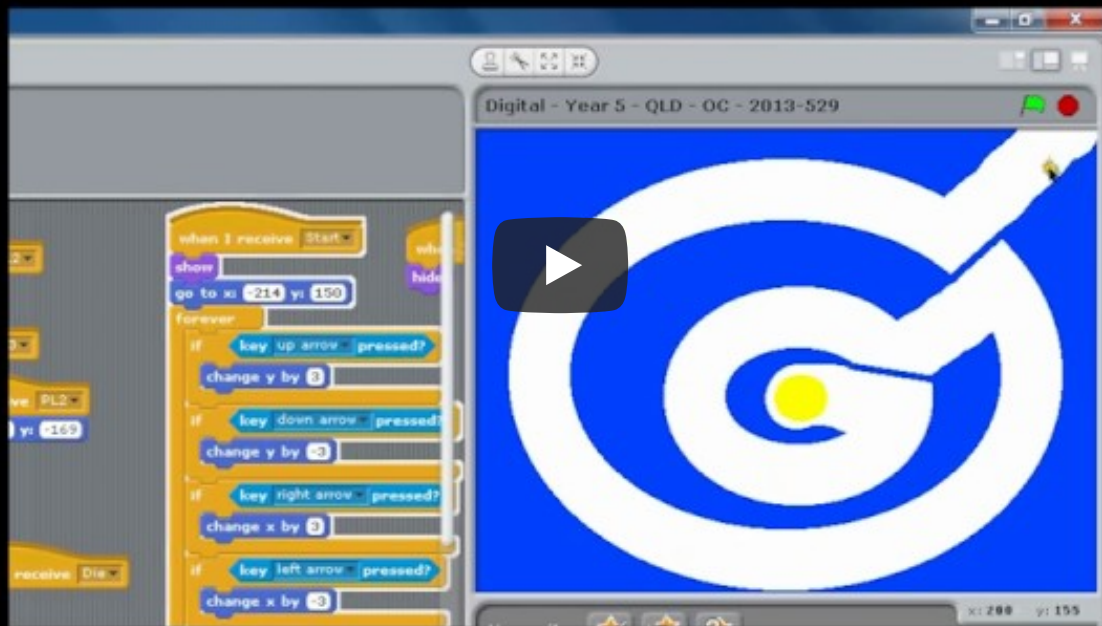 Digital - Year 5 - QLD - OC - 2013-529
when I receive Start
show
go to x: -214 y: 150
forever
if key up arrow pressed?
change y by 3
if key down arrow pressed?
change y by -3
if key right arrow pressed?
change x by 3
if key left arrow pressed?
change x by -3
hide
PL2
y: -169
receive Die
x: 200 y: 155